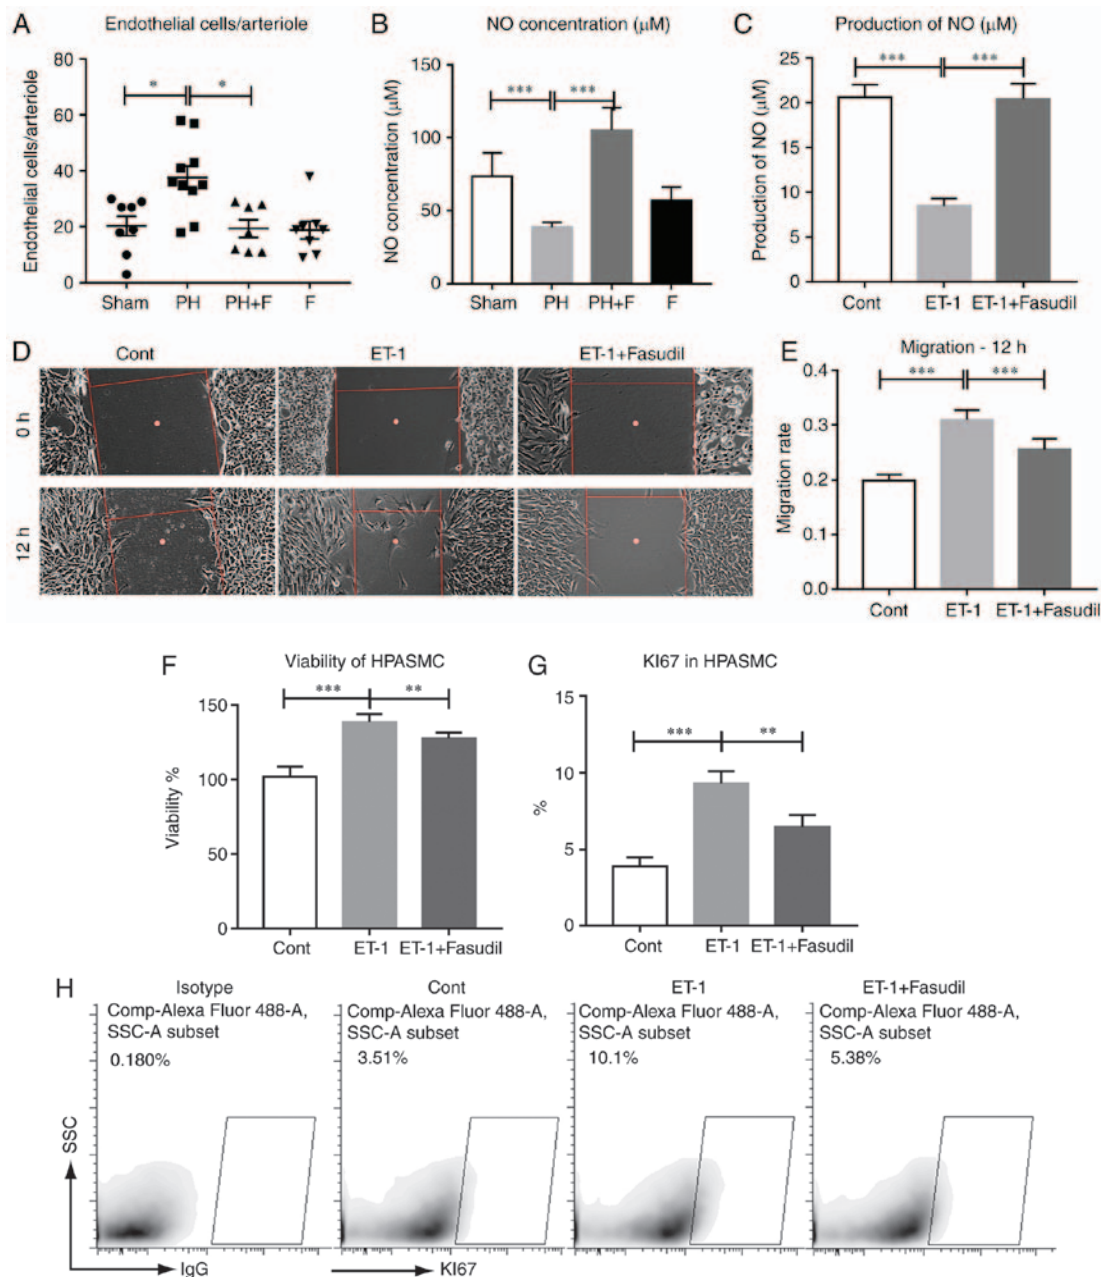 A Endothelial cells/arteriole
Endothelial cells/arteriole
80
60
40
20
0
* *
Sham PH PH+F F
B NO concentration (μM)
NO concentration (μM)
150
100
50
0
*** ***
Sham PH PH+F F
C Production of NO (μM)
Production of NO (μM)
25
20
15
10
5
0
*** ***
Cont ET-1 ET-1+Fasudil
D Cont ET-1 ET-1+Fasudil
0 h
12 h
E Migration - 12 h
Migration rate
0.4
0.3
0.2
0.1
0.0
*** ***
Cont ET-1 ET-1+Fasudil
F Viability of HPASMC
Viability %
150
100
50
0
*** **
Cont ET-1 ET-1+Fasudil
G KI67 in HPASMC
%
15
10
5
0
*** **
Cont ET-1 ET-1+Fasudil
H Isotype
Comp-Alexa Fluor 488-A,
SSC-A subset
0.180%
Cont
Comp-Alexa Fluor 488-A,
SSC-A subset
3.51%
ET-1
Comp-Alexa Fluor 488-A,
SSC-A subset
10.1%
ET-1+Fasudil
Comp-Alexa Fluor 488-A,
SSC-A subset
5.38%
SSC
IgG
KI67